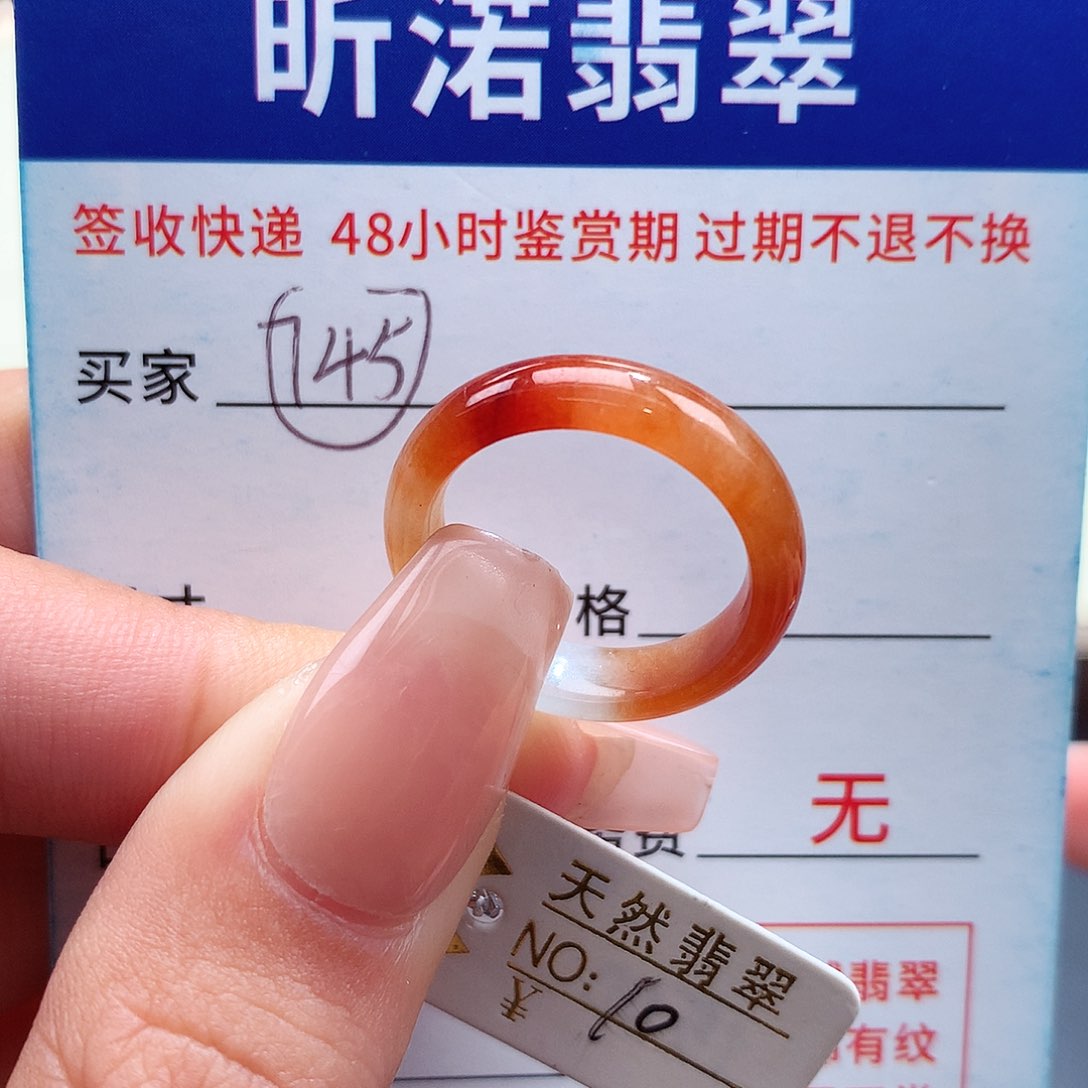 昕渃翡翠
签收快递 48小时鉴赏期 过期不退不换
买家 145
寸
格
无
天然翡翠
NO: 10
翡翠
有纹